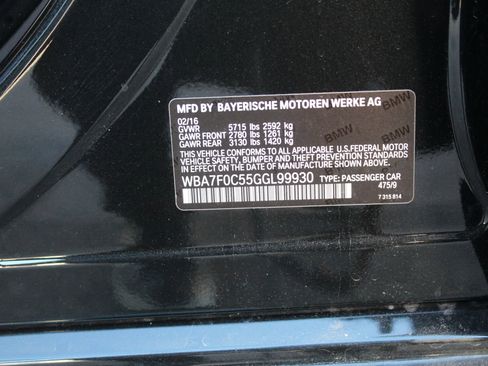 MFD BY BAYERISCHE MOTOREN WERKE AG
02/16
GVWR 5715 lbs 2592 kg
GAWR FRONT 2780 lbs 1261 kg
GAWR REAR 3130 lbs 1420 kg
THIS VEHICLE CONFORMS TO ALL APPLICABLE U.S.FEDERAL MOTOR
VEHICLE SAFETY, BUMPER AND THEFT PREVENTION STANDARDS
IN EFFECT ON THE DATE OF MANUFACTURE SHOWN ABOVE.
WBA7F0C55GGL99930 TYPE: PASSENGER CAR
475/9
7 315 814
BMW
BMW
BMW